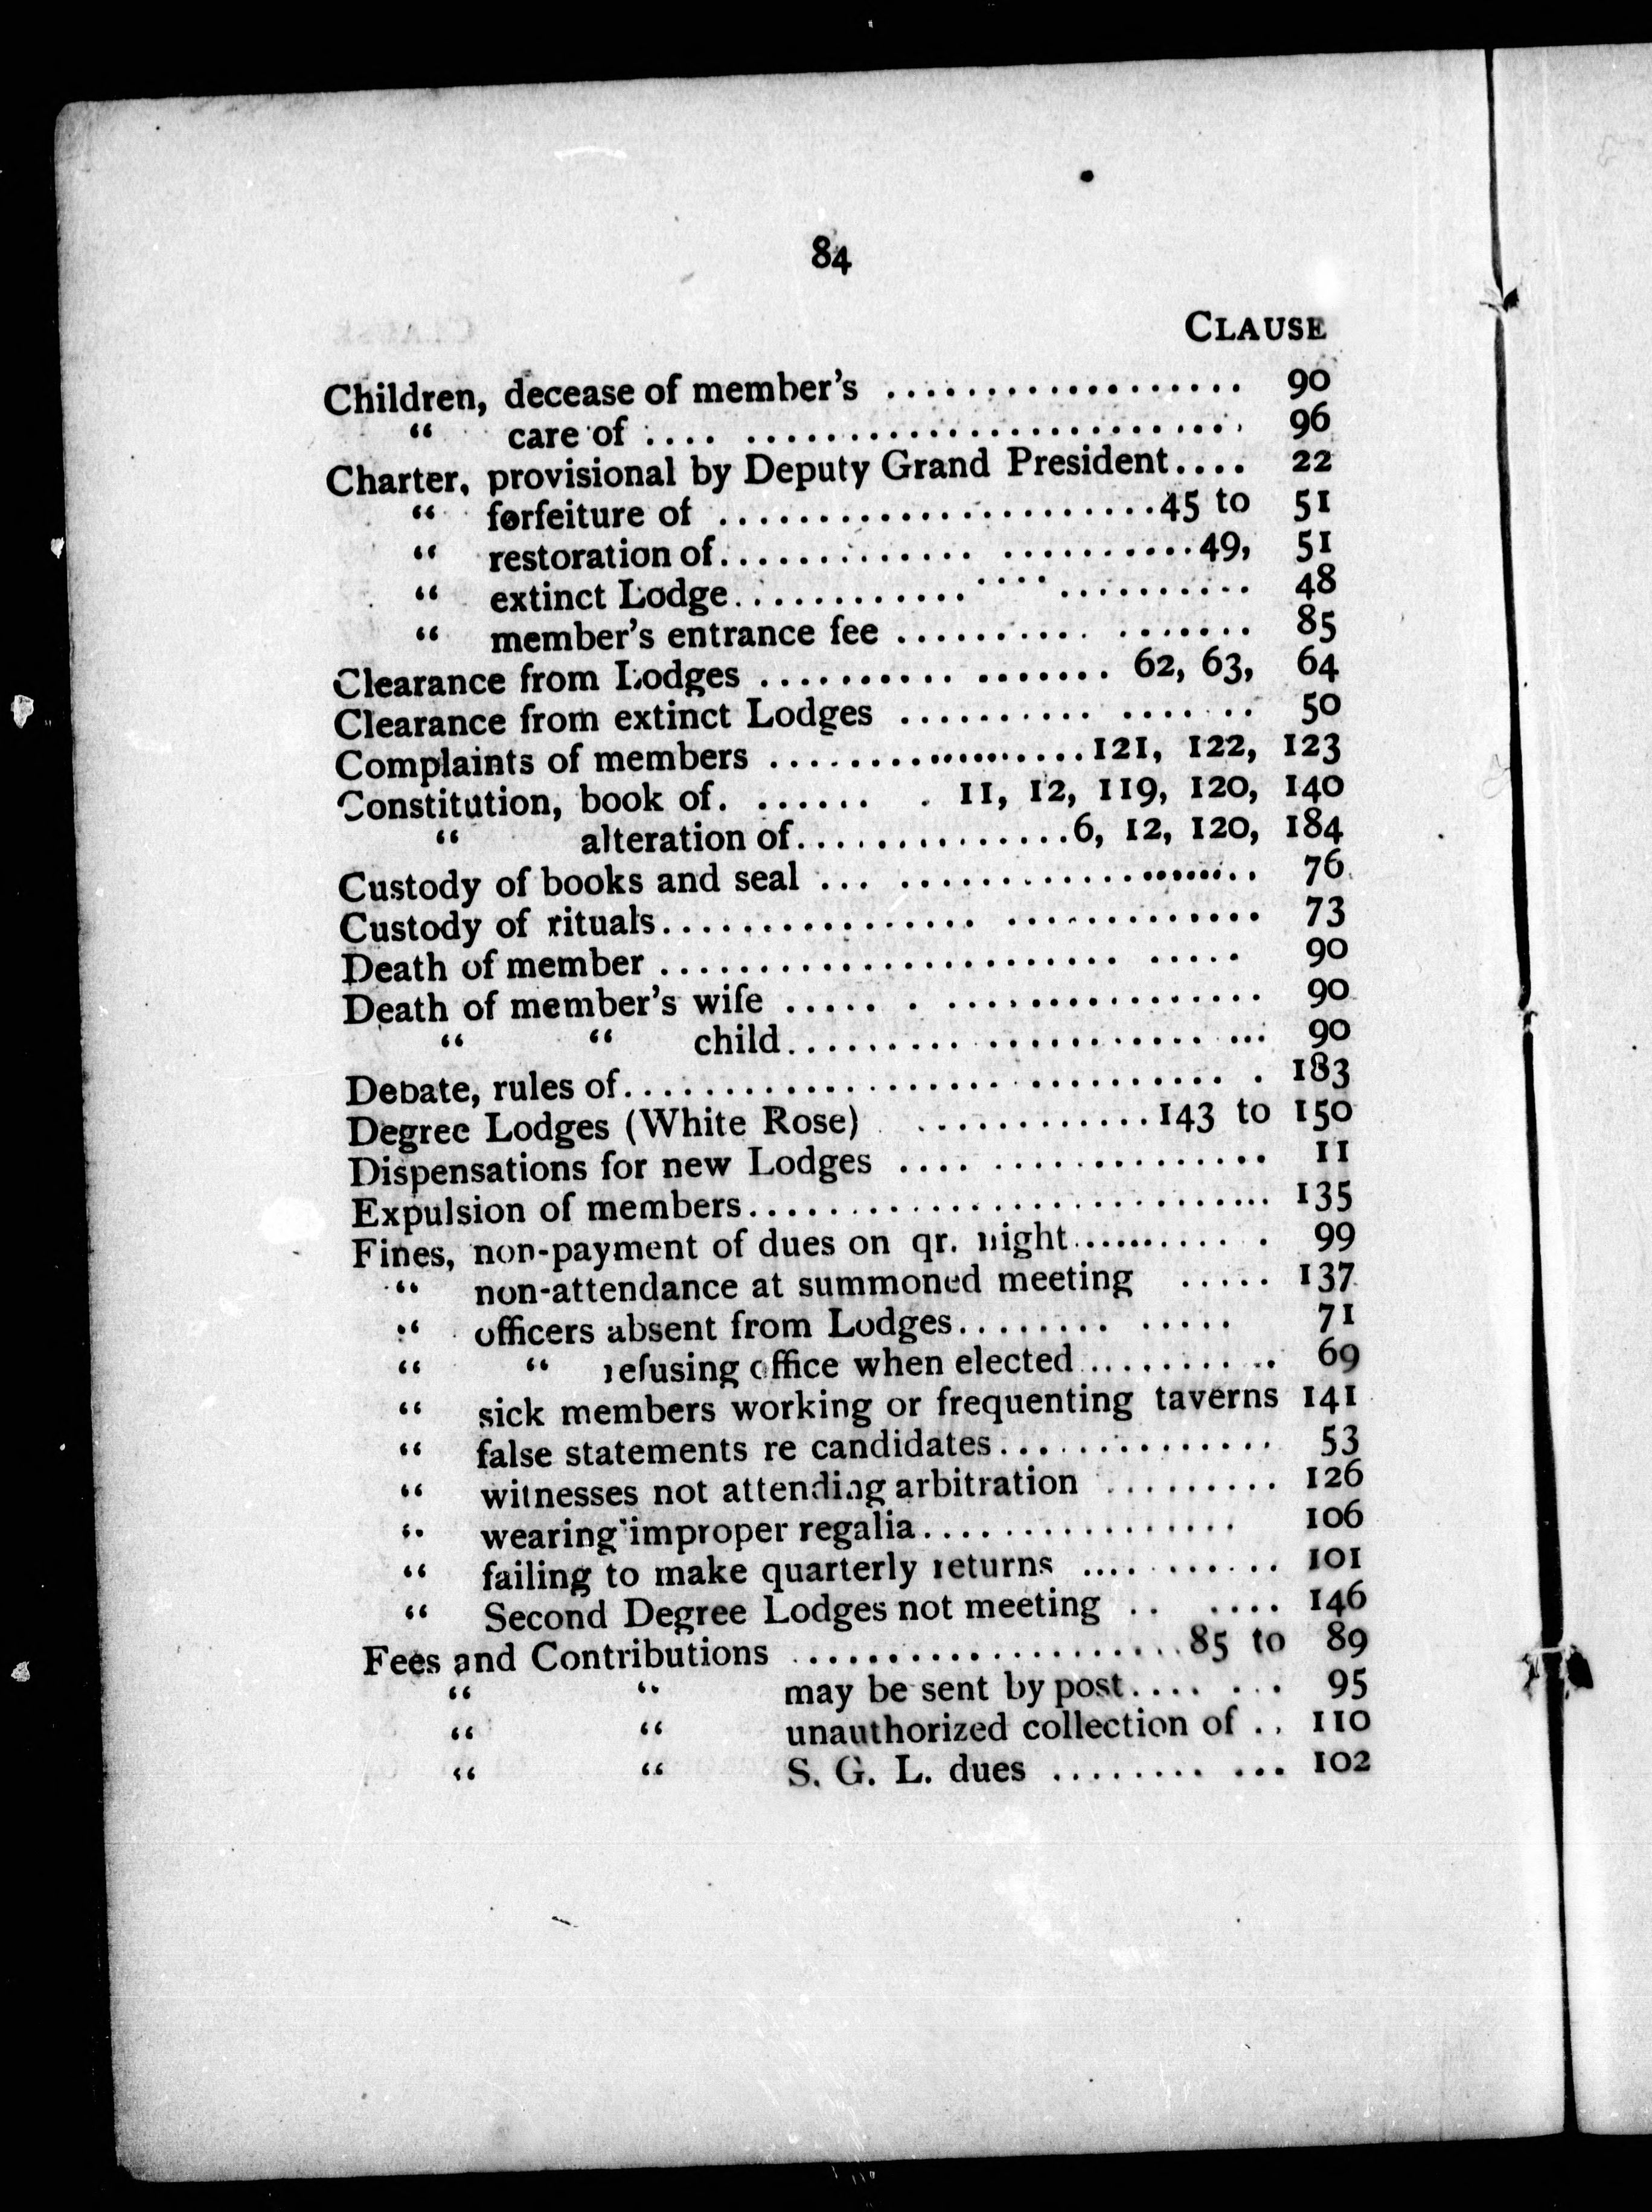 84
CLAUSE
Children, decease of member's .................. 90
“ care of .... ......................... 96
Charter, provisional by Deputy Grand President.... 22
“ forfeiture of ......................45 to 51
“ restoration of............. ..........49, 51
“ extinct Lodge............ .... .......... 48
“ member's entrance fee .......... ....... 85
Clearance from Lodges .......... ....... 62, 63, 64
Clearance from extinct Lodges .......... ....... 50
Complaints of members ................121, 122, 123
Constitution, book of. ...... . 11, 12, 119, 120, 140
“ alteration of..............6, 12, 120, 184
Custody of books and seal ... .................. 76
Custody of rituals................ ............. 73
Death of member ....................... ..... 90
Death of member's wife ..... . ................ 90
“ “ child......... ........... ... 90
Debate, rules of............................... . 183
Degree Lodges (White Rose) ............143 to 150
Dispensations for new Lodges .... .............. 11
Expulsion of members.......................... 135
Fines, non-payment of dues on qr. night........... 99
“ non-attendance at summoned meeting ..... 137
“ officers absent from Lodges........ ..... 71
“ “ refusing office when elected.......... 69
“ sick members working or frequenting taverns 141
“ false statements re candidates.............. 53
“ witnesses not attending arbitration ......... 126
“ wearing improper regalia................ 106
“ failing to make quarterly returns ........... 101
“ Second Degree Lodges not meeting .. .... 146
Fees and Contributions ....................85 to 89
“ “ may be sent by post.... ... 95
“ “ unauthorized collection of .. 110
“ “ S. G. L. dues ........ ... 102